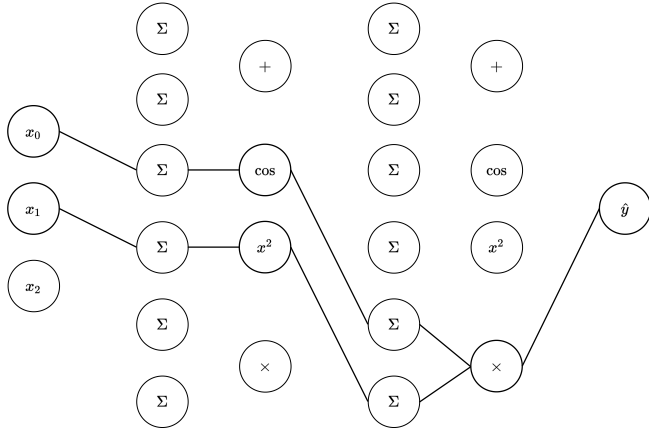 Σ Σ
+ +
Σ Σ
x₀
Σ cos Σ cos
x₁ ŷ
Σ x² Σ x²
x₂
Σ Σ
× ×
Σ Σ